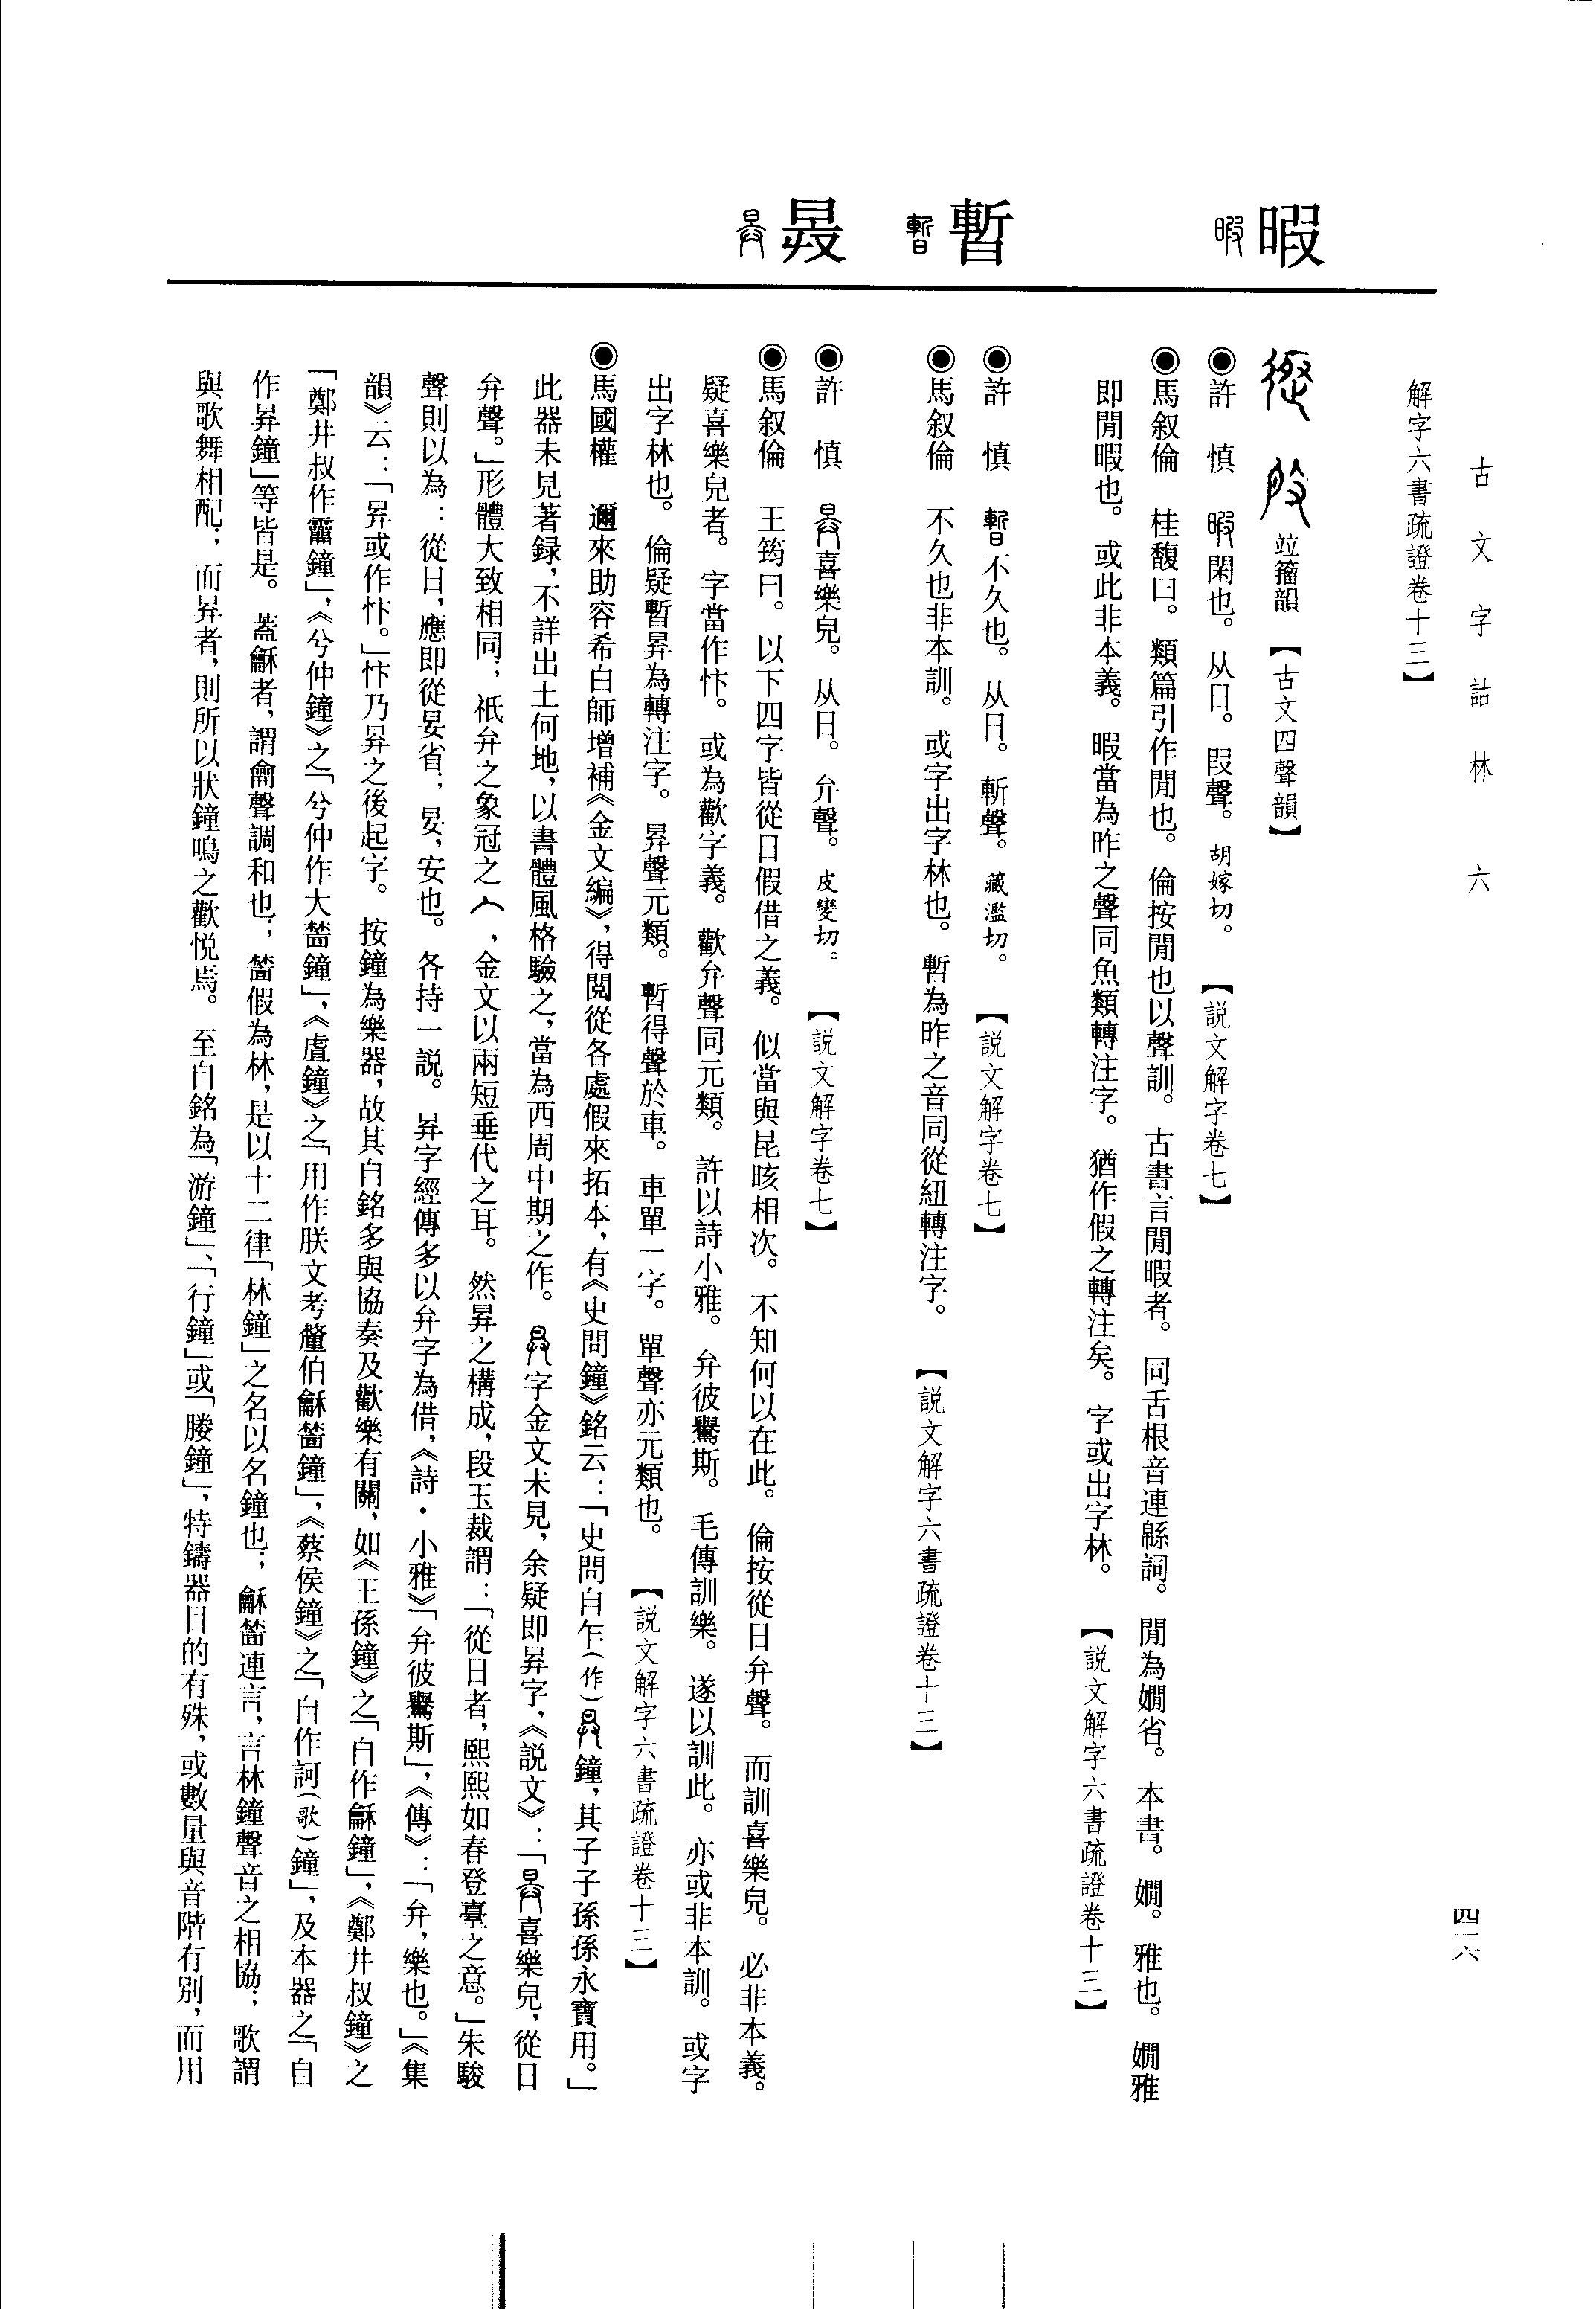 古文字詁林　六
四二六
解字六書疏證卷十三】
竝籀韻　【古文四聲韻】
暇
●許　慎　閑也。从日。叚聲。胡嫁切。【説文解字卷七】
●馬叙倫　桂馥曰。類篇引作閒也。倫按閒也以聲訓。古書言閒暇者。同舌根音連緜詞。閒為嫺省。本書。嫺。雅也。嫺雅
即閒暇也。或此非本義。暇當為昨之聲同魚類轉注字。猶作假之轉注矣。字或出字林。【説文解字六書疏證卷十三】
暫
●許　慎　不久也。从日。斬聲。藏濫切。【説文解字卷七】
●馬叙倫　不久也非本訓。或字出字林也。暫為昨之音同從紐轉注字。【説文解字六書疏證卷十三】
昪
●許　慎　喜樂皃。从日。弁聲。皮變切。【説文解字卷七】
●馬叙倫　王筠曰。以下四字皆從日假借之義。似當與昆晐相次。不知何以在此。倫按從日弁聲。而訓喜樂皃。必非本義。
疑喜樂皃者。字當作忭。或為歡字義。歡弁聲同元類。許以詩小雅。弁彼鸒斯。毛傳訓樂。遂以訓此。亦或非本訓。或字
出字林也。倫疑暫昪為轉注字。昪聲元類。暫得聲於車。車單一字。單聲亦元類也。【説文解字六書疏證卷十三】
●馬國權　邇來助容希白師增補《金文編》，得閲從各處假來拓本，有《史問鐘》銘云：「史問自乍（作）鐘，其子子孫孫永寶用。」
此器未見著録，不詳出土何地，以書體風格驗之，當為西周中期之作。字金文未見，余疑即昪字，《説文》：「喜樂皃，從日
弁聲。」形體大致相同；祇弁之象冠之，金文以兩短垂代之耳。然昪之構成，段玉裁謂：「從日者，熙熙如春登臺之意。」朱駿
聲則以為：從日，應即從晏省；晏，安也。各持一説。昪字經傳多以弁字為借，《詩・小雅》「弁彼鸒斯」，《傳》：「弁，樂也。」《集
韻》云：「昪或作忭。」忭乃昪之後起字。按鐘為樂器，故其自銘多與協奏及歡樂有關，如《王孫鐘》之「自作龢鐘」，《鄭井叔鐘》之
「鄭井叔作鐘」，《兮仲鐘》之「兮仲作大鐘」，《虘鐘》之「用作朕文考釐伯龢鐘」，《蔡侯鐘》之「自作訶（歌）鐘」，及本器之「自
作昪鐘」等皆是。蓋龢者，謂龠聲調和也；假為林，是以十二律「林鐘」之名以名鐘也；龢連言，言林鐘聲音之相協；歌謂
與歌舞相配；而昪者，則所以狀鐘鳴之歡悦焉。至自銘為「游鐘」、「行鐘」或「媵鐘」，特鑄器目的有殊，或數量與音階有别，而用